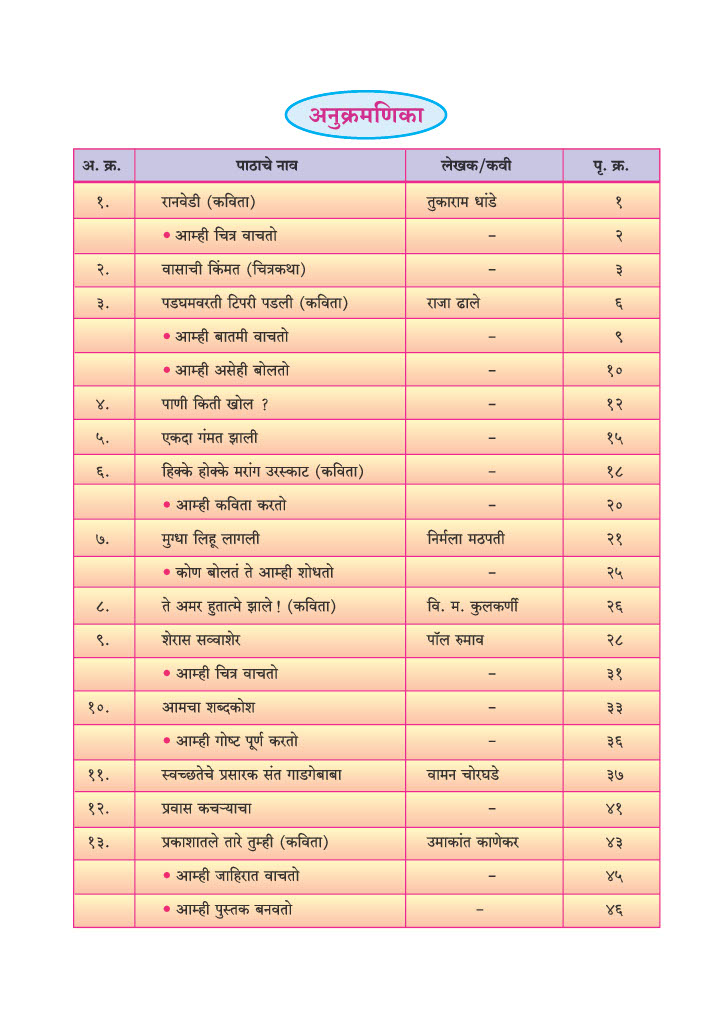 अनुक्रमणिका
अ. क्र. पाठाचे नाव लेखक/कवी पृ. क्र.
१. रानवेडी (कविता) तुकाराम धांडे १
• आम्ही चित्र वाचतो – २
२. वासाची किंमत (चित्रकथा) – ३
३. पडघमवरती टिपरी पडली (कविता) राजा ढाले ६
• आम्ही बातमी वाचतो – ९
• आम्ही असेही बोलतो – १०
४. पाणी किती खोल ? – १२
५. एकदा गंमत झाली – १५
६. हिक्के होक्के मरांग उरस्काट (कविता) – १८
• आम्ही कविता करतो – २०
७. मुग्धा लिहू लागली निर्मला मठपती २१
• कोण बोलतं ते आम्ही शोधतो – २५
८. ते अमर हुतात्मे झाले ! (कविता) वि. म. कुलकर्णी २६
९. शेरास सव्वाशेर पॉल रुमाव २८
• आम्ही चित्र वाचतो – ३१
१०. आमचा शब्दकोश – ३३
• आम्ही गोष्ट पूर्ण करतो – ३६
११. स्वच्छतेचे प्रसारक संत गाडगेबाबा वामन चोरघडे ३७
१२. प्रवास कचऱ्याचा – ४१
१३. प्रकाशातले तारे तुम्ही (कविता) उमाकांत काणेकर ४३
• आम्ही जाहिरात वाचतो – ४५
• आम्ही पुस्तक बनवतो – ४६